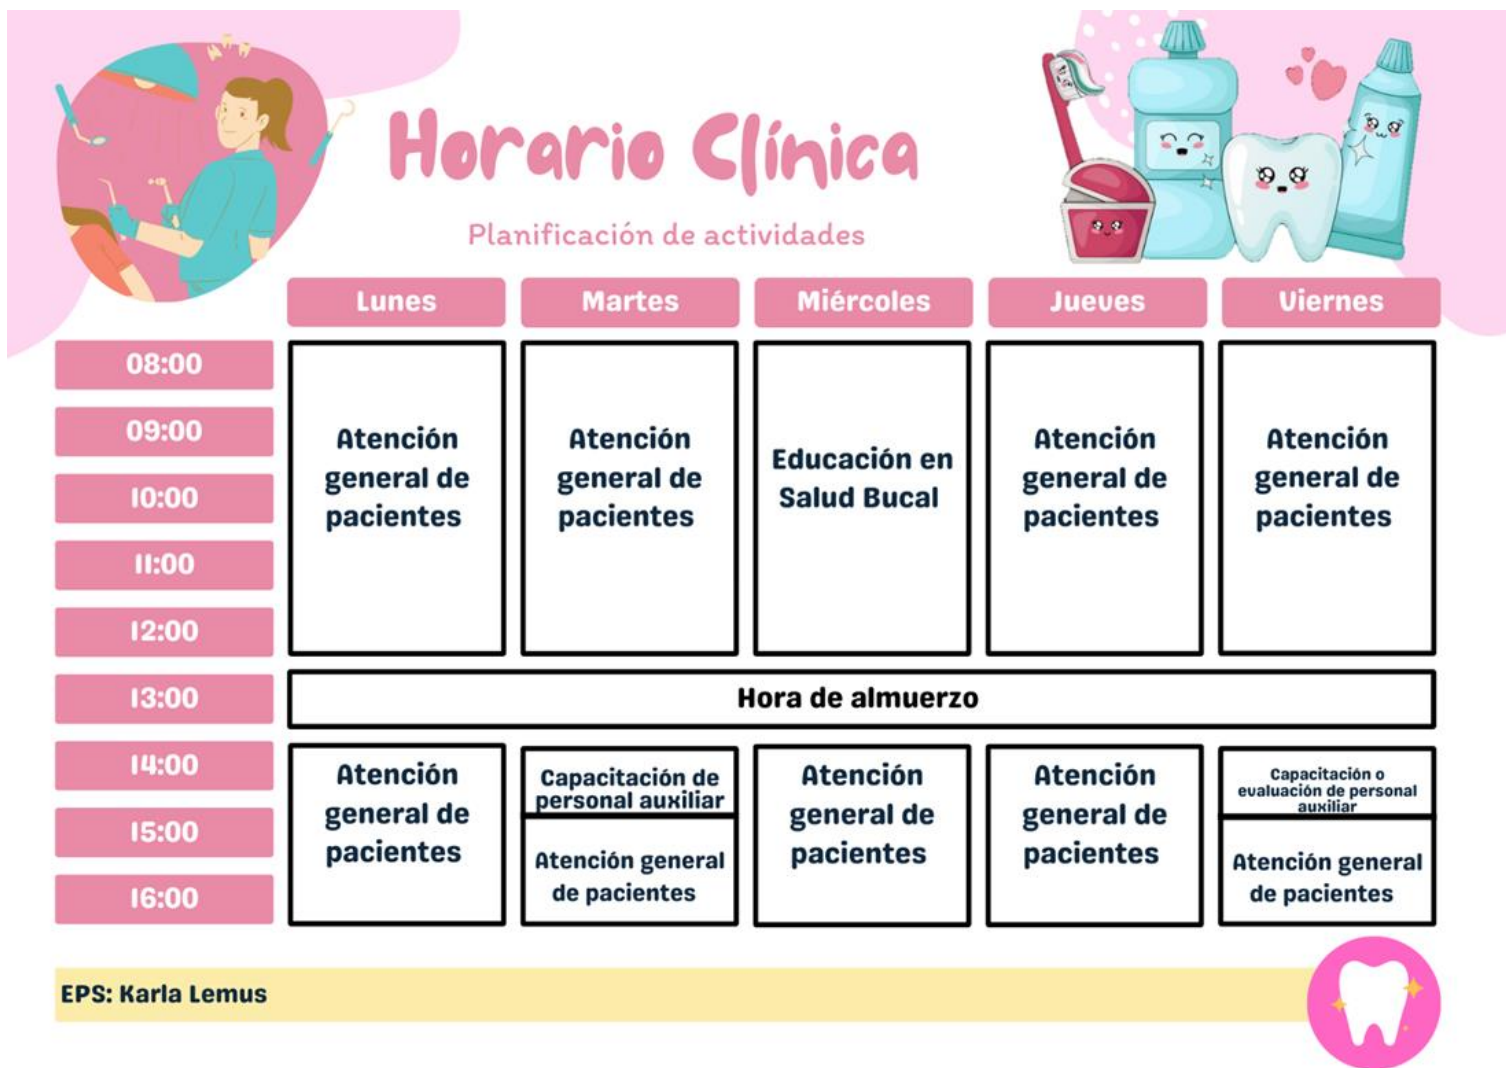 Horario Clínica
Planificación de actividades
Lunes
Martes
Miércoles
Jueves
Viernes
08:00
09:00
10:00
11:00
12:00
Atención
general de
pacientes
Atención
general de
pacientes
Educación en
Salud Bucal
Atención
general de
pacientes
Atención
general de
pacientes
13:00
Hora de almuerzo
14:00
15:00
16:00
Atención
general de
pacientes
Capacitación de
personal auxiliar
Atención general
de pacientes
Atención
general de
pacientes
Atención
general de
pacientes
Capacitación o
evaluación de personal
auxiliar
Atención general
de pacientes
EPS: Karla Lemus